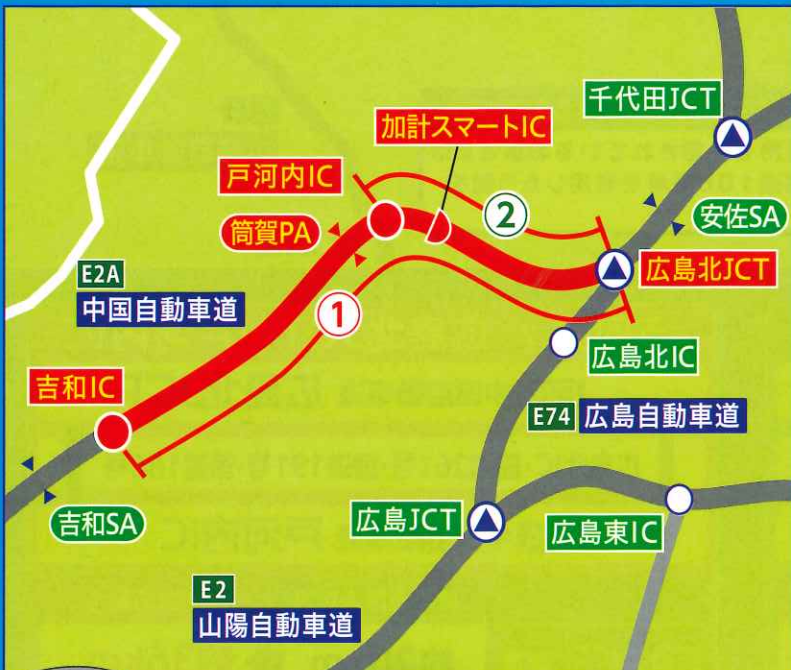 千代田JCT
加計スマートIC
戸河内IC
②
安佐SA
筒賀PA
広島北JCT
E2A
中国自動車道
①
広島北IC
吉和IC
E74 広島自動車道
吉和SA
広島JCT
広島東IC
E2
山陽自動車道